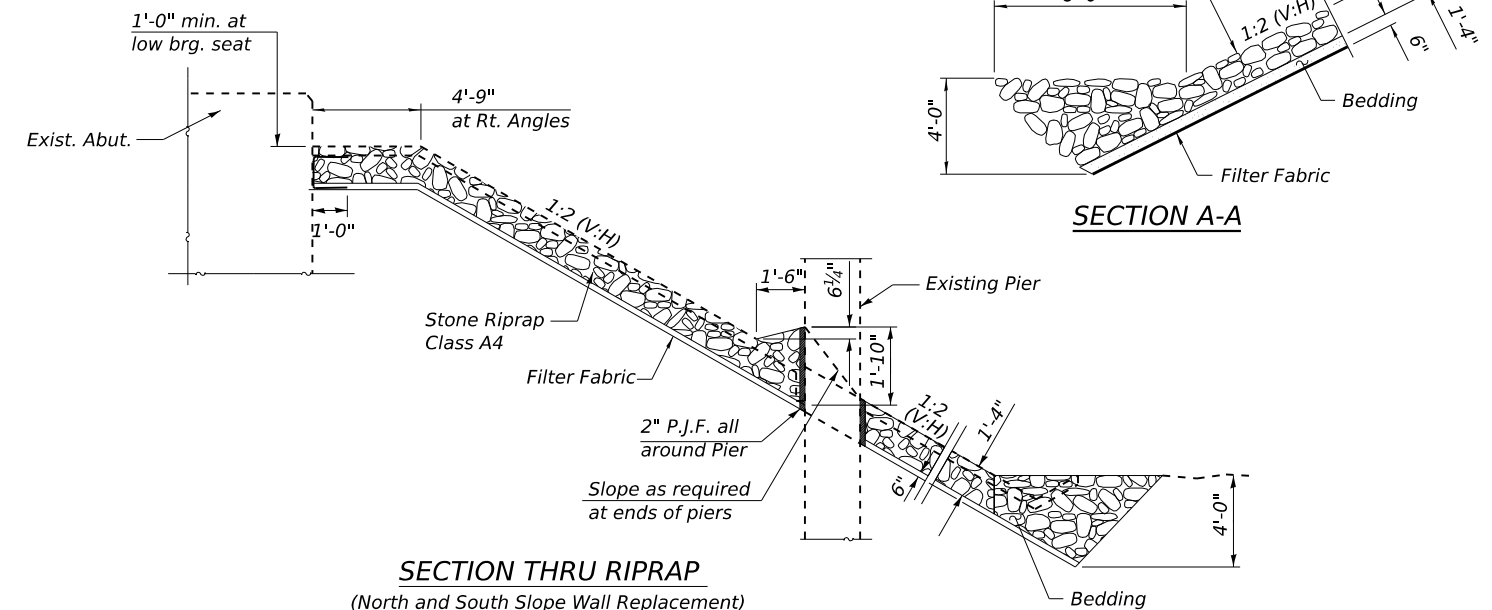 1'-0" min. at
low brg. seat
Exist. Abut.
4'-9"
at Rt. Angles
1'-0"
1:2 (V:H)
Stone Riprap
Class A4
Filter Fabric
1'-6"
6¼"
Existing Pier
1'-10"
2" P.J.F. all
around Pier
Slope as required
at ends of piers
1:2
(V:H)
1'-4"
6"
4'-0"
Bedding
SECTION THRU RIPRAP
(North and South Slope Wall Replacement)
1:2 (V:H)
1'-4"
6"
4'-0"
Bedding
Filter Fabric
SECTION A-A